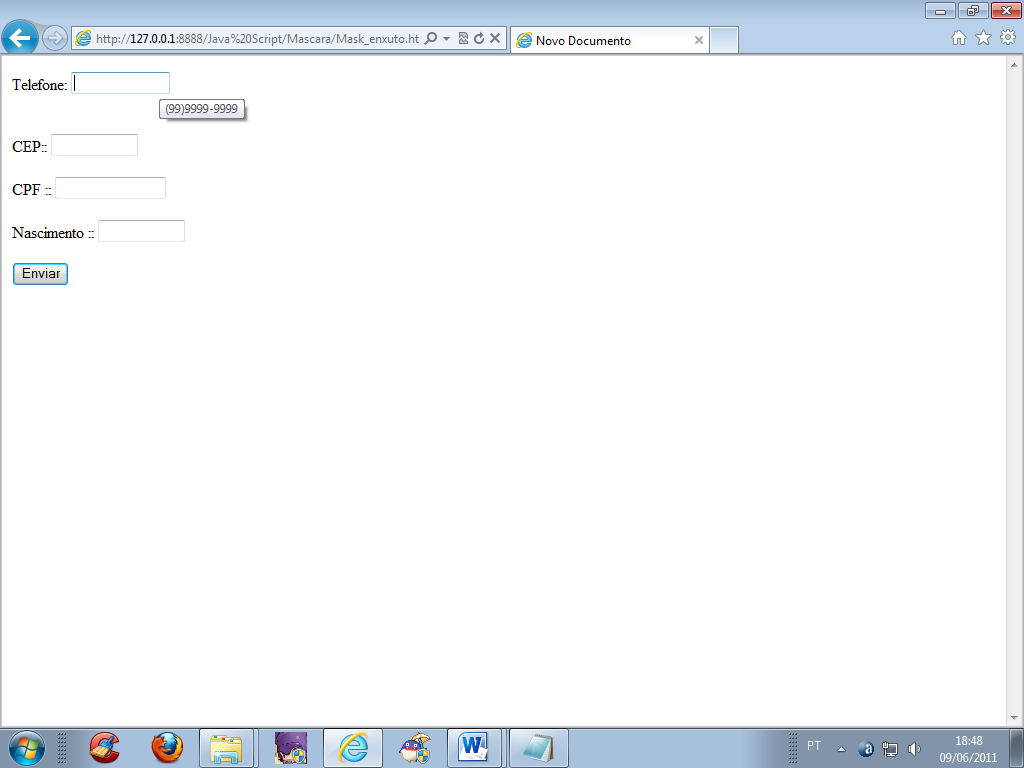 http://127.0.0.1:8888/Java%20Script/Mascara/Mask_enxuto.ht
Novo Documento
Telefone:
(99)9999-9999
CEP::
CPF ::
Nascimento ::
Enviar
PT
18:48
09/06/2011